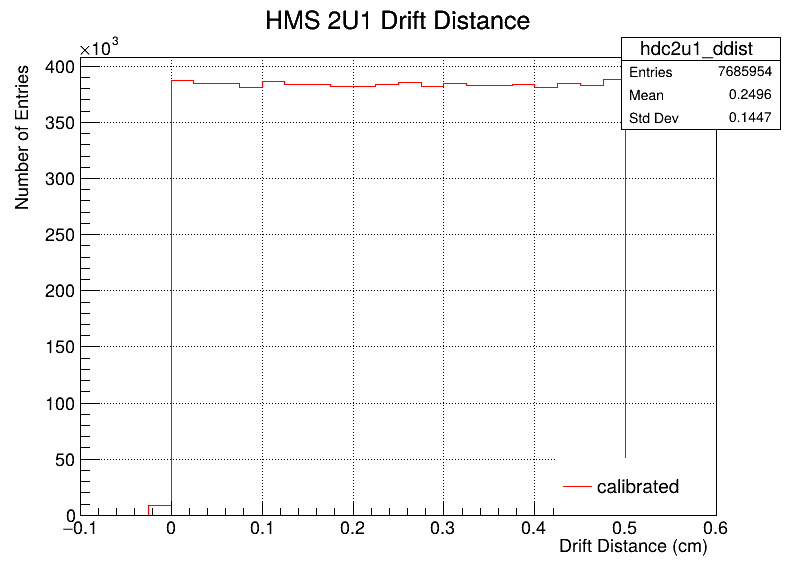 HMS 2U1 Drift Distance
×10³
hdc2u1_ddist
Entries 7685954
Mean 0.2496
Std Dev 0.1447
Number of Entries
400
350
300
250
200
150
100
50
0
−0.1 0 0.1 0.2 0.3 0.4 0.5 0.6
calibrated
Drift Distance (cm)